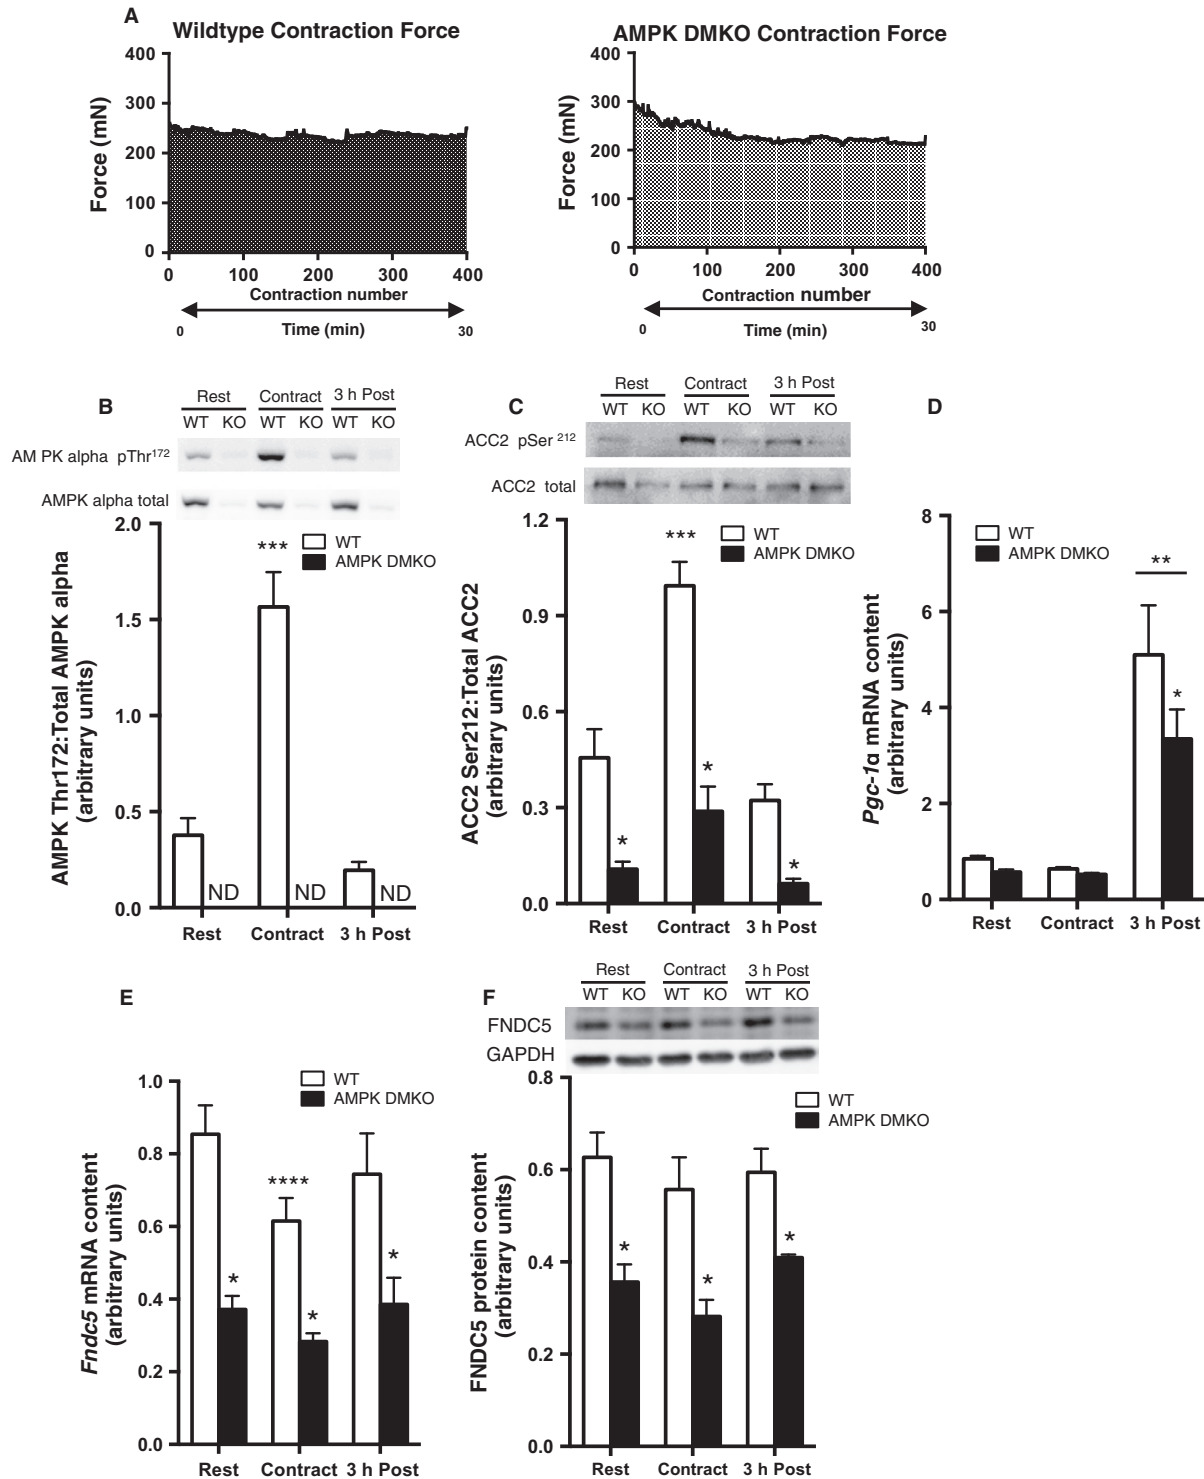 A
Wildtype Contraction Force
400
300
200
100
0
Force (mN)
0 100 200 300 400
Contraction number
0 Time (min) 30
AMPK DMKO Contraction Force
400
300
200
100
0
Force (mN)
0 100 200 300 400
Contraction number
0 Time (min) 30
B
Rest Contract 3 h Post
WT KO WT KO WT KO
AM PK alpha pThr172
AMPK alpha total
2.0
1.5
1.0
0.5
0.0
AMPK Thr172:Total AMPK alpha
(arbitrary units)
WT
AMPK DMKO
***
ND ND ND
Rest Contract 3 h Post
C
Rest Contract 3 h Post
WT KO WT KO WT KO
ACC2 pSer 212
ACC2 total
1.2
0.9
0.6
0.3
0.0
ACC2 Ser212:Total ACC2
(arbitrary units)
WT
AMPK DMKO
***
*
*
*
Rest Contract 3 h Post
D
8
6
4
2
0
Pgc-1α mRNA content
(arbitrary units)
WT
AMPK DMKO
**
*
Rest Contract 3 h Post
E
1.0
0.8
0.6
0.4
0.2
0.0
Fndc5 mRNA content
(arbitrary units)
WT
AMPK DMKO
****
*
*
*
Rest Contract 3 h Post
F
Rest Contract 3 h Post
WT KO WT KO WT KO
FNDC5
GAPDH
0.8
0.6
0.4
0.2
0.0
FNDC5 protein content
(arbitrary units)
WT
AMPK DMKO
*
*
*
Rest Contract 3 h Post